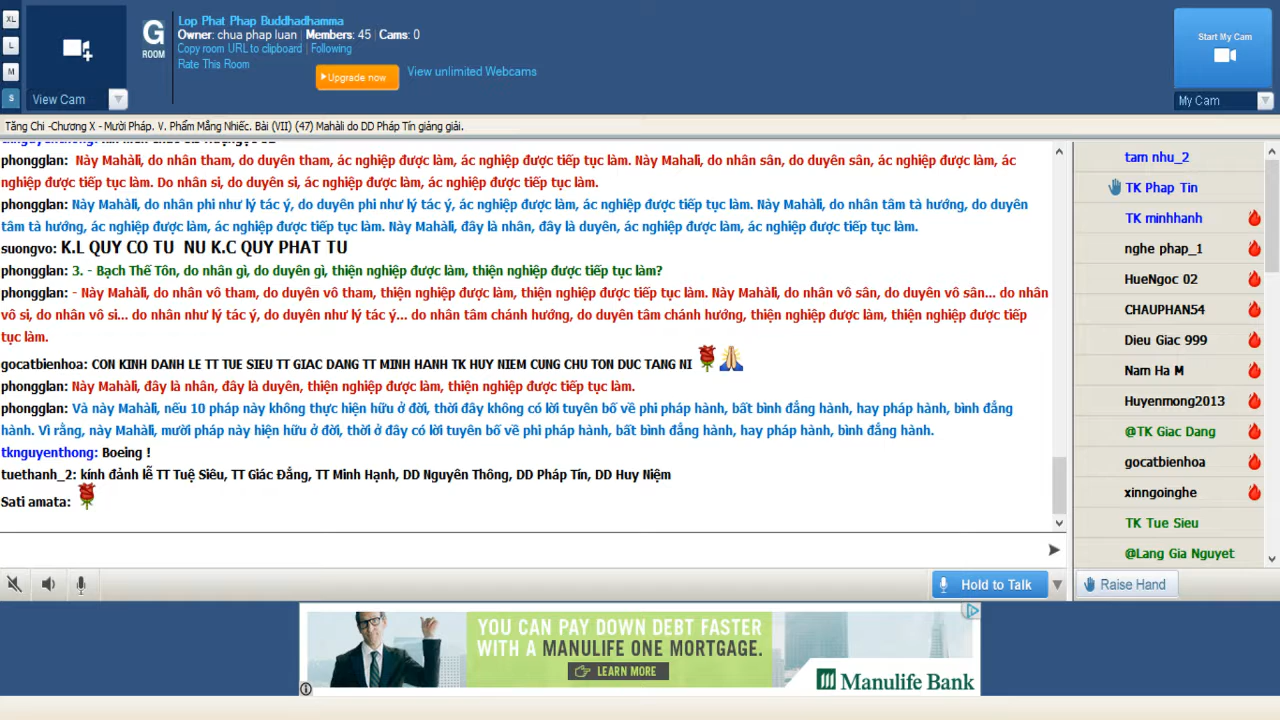 XL
L
M
S
View Cam
G
ROOM
Lop Phat Phap Buddhadhamma
Owner: chua phap luan | Members: 45 | Cams: 0
Copy room URL to clipboard | Following
Rate This Room
Upgrade now
View unlimited Webcams
Start My Cam
My Cam
Tăng Chi -Chương X - Mười Pháp. V. Phẩm Mắng Nhiếc. Bài (VII) (47) Mahàli do DD Pháp Tín giảng giải.
phongglan: Này Mahàli, do nhân tham, do duyên tham, ác nghiệp được làm, ác nghiệp được tiếp tục làm. Này Mahali, do nhân sân, do duyên sân, ác nghiệp được làm, ác
nghiệp được tiếp tục làm. Do nhân si, do duyên si, ác nghiệp được làm, ác nghiệp được tiếp tục làm.
phongglan: Này Mahàli, do nhân phi như lý tác ý, do duyên phi như lý tác ý, ác nghiệp được làm, ác nghiệp được tiếp tục làm. Này Mahàli, do nhân tâm tà hướng, do duyên
tâm tà hướng, ác nghiệp được làm, ác nghiệp được tiếp tục làm. Này Mahàli, đây là nhân, đây là duyên, ác nghiệp được làm, ác nghiệp được tiếp tục làm.
suongvo: K.L QUY CO TU NU K.C QUY PHAT TU
phongglan: 3. - Bạch Thế Tôn, do nhân gì, do duyên gì, thiện nghiệp được làm, thiện nghiệp được tiếp tục làm?
phongglan: - Này Mahàli, do nhân vô tham, do duyên vô tham, thiện nghiệp được làm, thiện nghiệp được tiếp tục làm. Này Mahàli, do nhân vô sân, do duyên vô sân... do nhân
vô si, do nhân vô si... do nhân như lý tác ý, do duyên như lý tác ý... do nhân tâm chánh hướng, do duyên tâm chánh hướng, thiện nghiệp được làm, thiện nghiệp được tiếp
tục làm.
gocatbienhoa: CON KINH DANH LE TT TUE SIEU TT GIAC DANG TT MINH HANH TK HUY NIEM CUNG CHU TON DUC TANG NI
phongglan: Này Mahàli, đây là nhân, đây là duyên, thiện nghiệp được làm, thiện nghiệp được tiếp tục làm.
phongglan: Và này Mahàli, nếu 10 pháp này không thực hiện hữu ở đời, thời đây không có lời tuyên bố về phi pháp hành, bất bình đẳng hành, hay pháp hành, bình đẳng
hành. Vì rằng, này Mahàli, mười pháp này hiện hữu ở đời, thời ở đây có lời tuyên bố về phi pháp hành, bất bình đẳng hành, hay pháp hành, bình đẳng hành.
tknguyenthong: Boeing !
tuethanh_2: kính đảnh lễ TT Tuệ Siêu, TT Giác Đẳng, TT Minh Hạnh, DD Nguyên Thông, DD Pháp Tín, DD Huy Niệm
Sati amata:
tam nhu_2
TK Phap Tin
TK minhhanh
nghe phap_1
HueNgoc 02
CHAUPHAN54
Dieu Giac 999
Nam Ha M
Huyenmong2013
@TK Giac Dang
gocatbienhoa
xinngoinghe
TK Tue Sieu
@Lang Gia Nguyet
Hold to Talk
Raise Hand
YOU CAN PAY DOWN DEBT FASTER
WITH A MANULIFE ONE MORTGAGE.
LEARN MORE
Manulife Bank